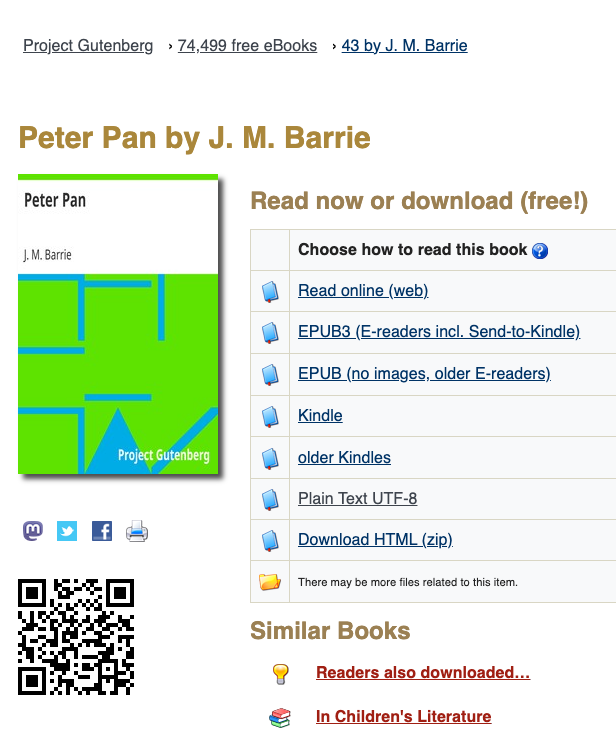 Project Gutenberg › 74,499 free eBooks › 43 by J. M. Barrie
Peter Pan by J. M. Barrie
Peter Pan
J. M. Barrie
Project Gutenberg
Read now or download (free!)
Choose how to read this book ?
Read online (web)
EPUB3 (E-readers incl. Send-to-Kindle)
EPUB (no images, older E-readers)
Kindle
older Kindles
Plain Text UTF-8
Download HTML (zip)
There may be more files related to this item.
Similar Books
Readers also downloaded…
In Children's Literature